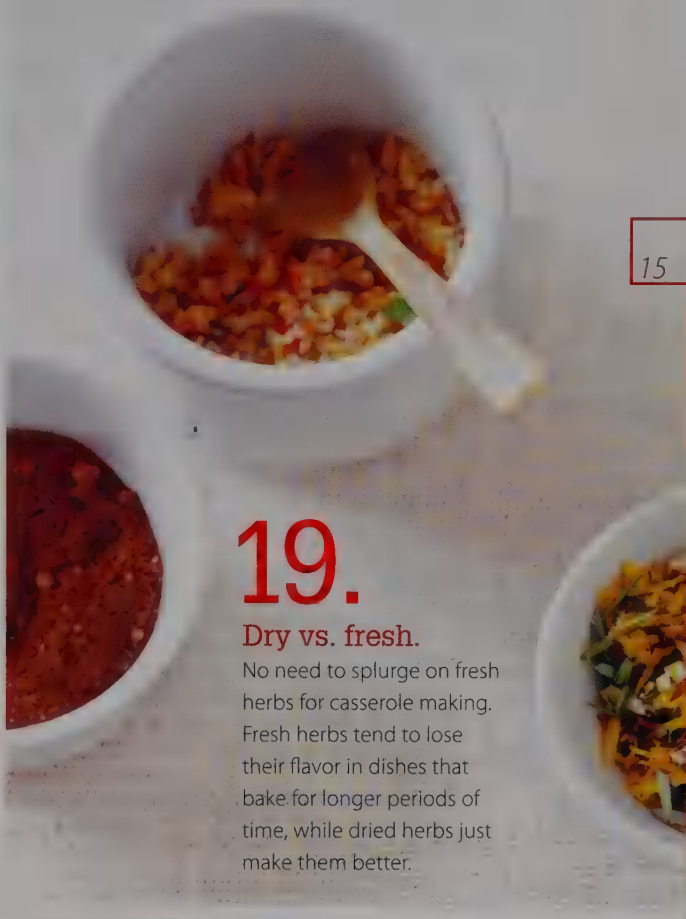 15
19.
Dry vs. fresh.
No need to splurge on fresh
herbs for casserole making.
Fresh herbs tend to lose
their flavor in dishes that
bake for longer periods of
time, while dried herbs just
make them better.